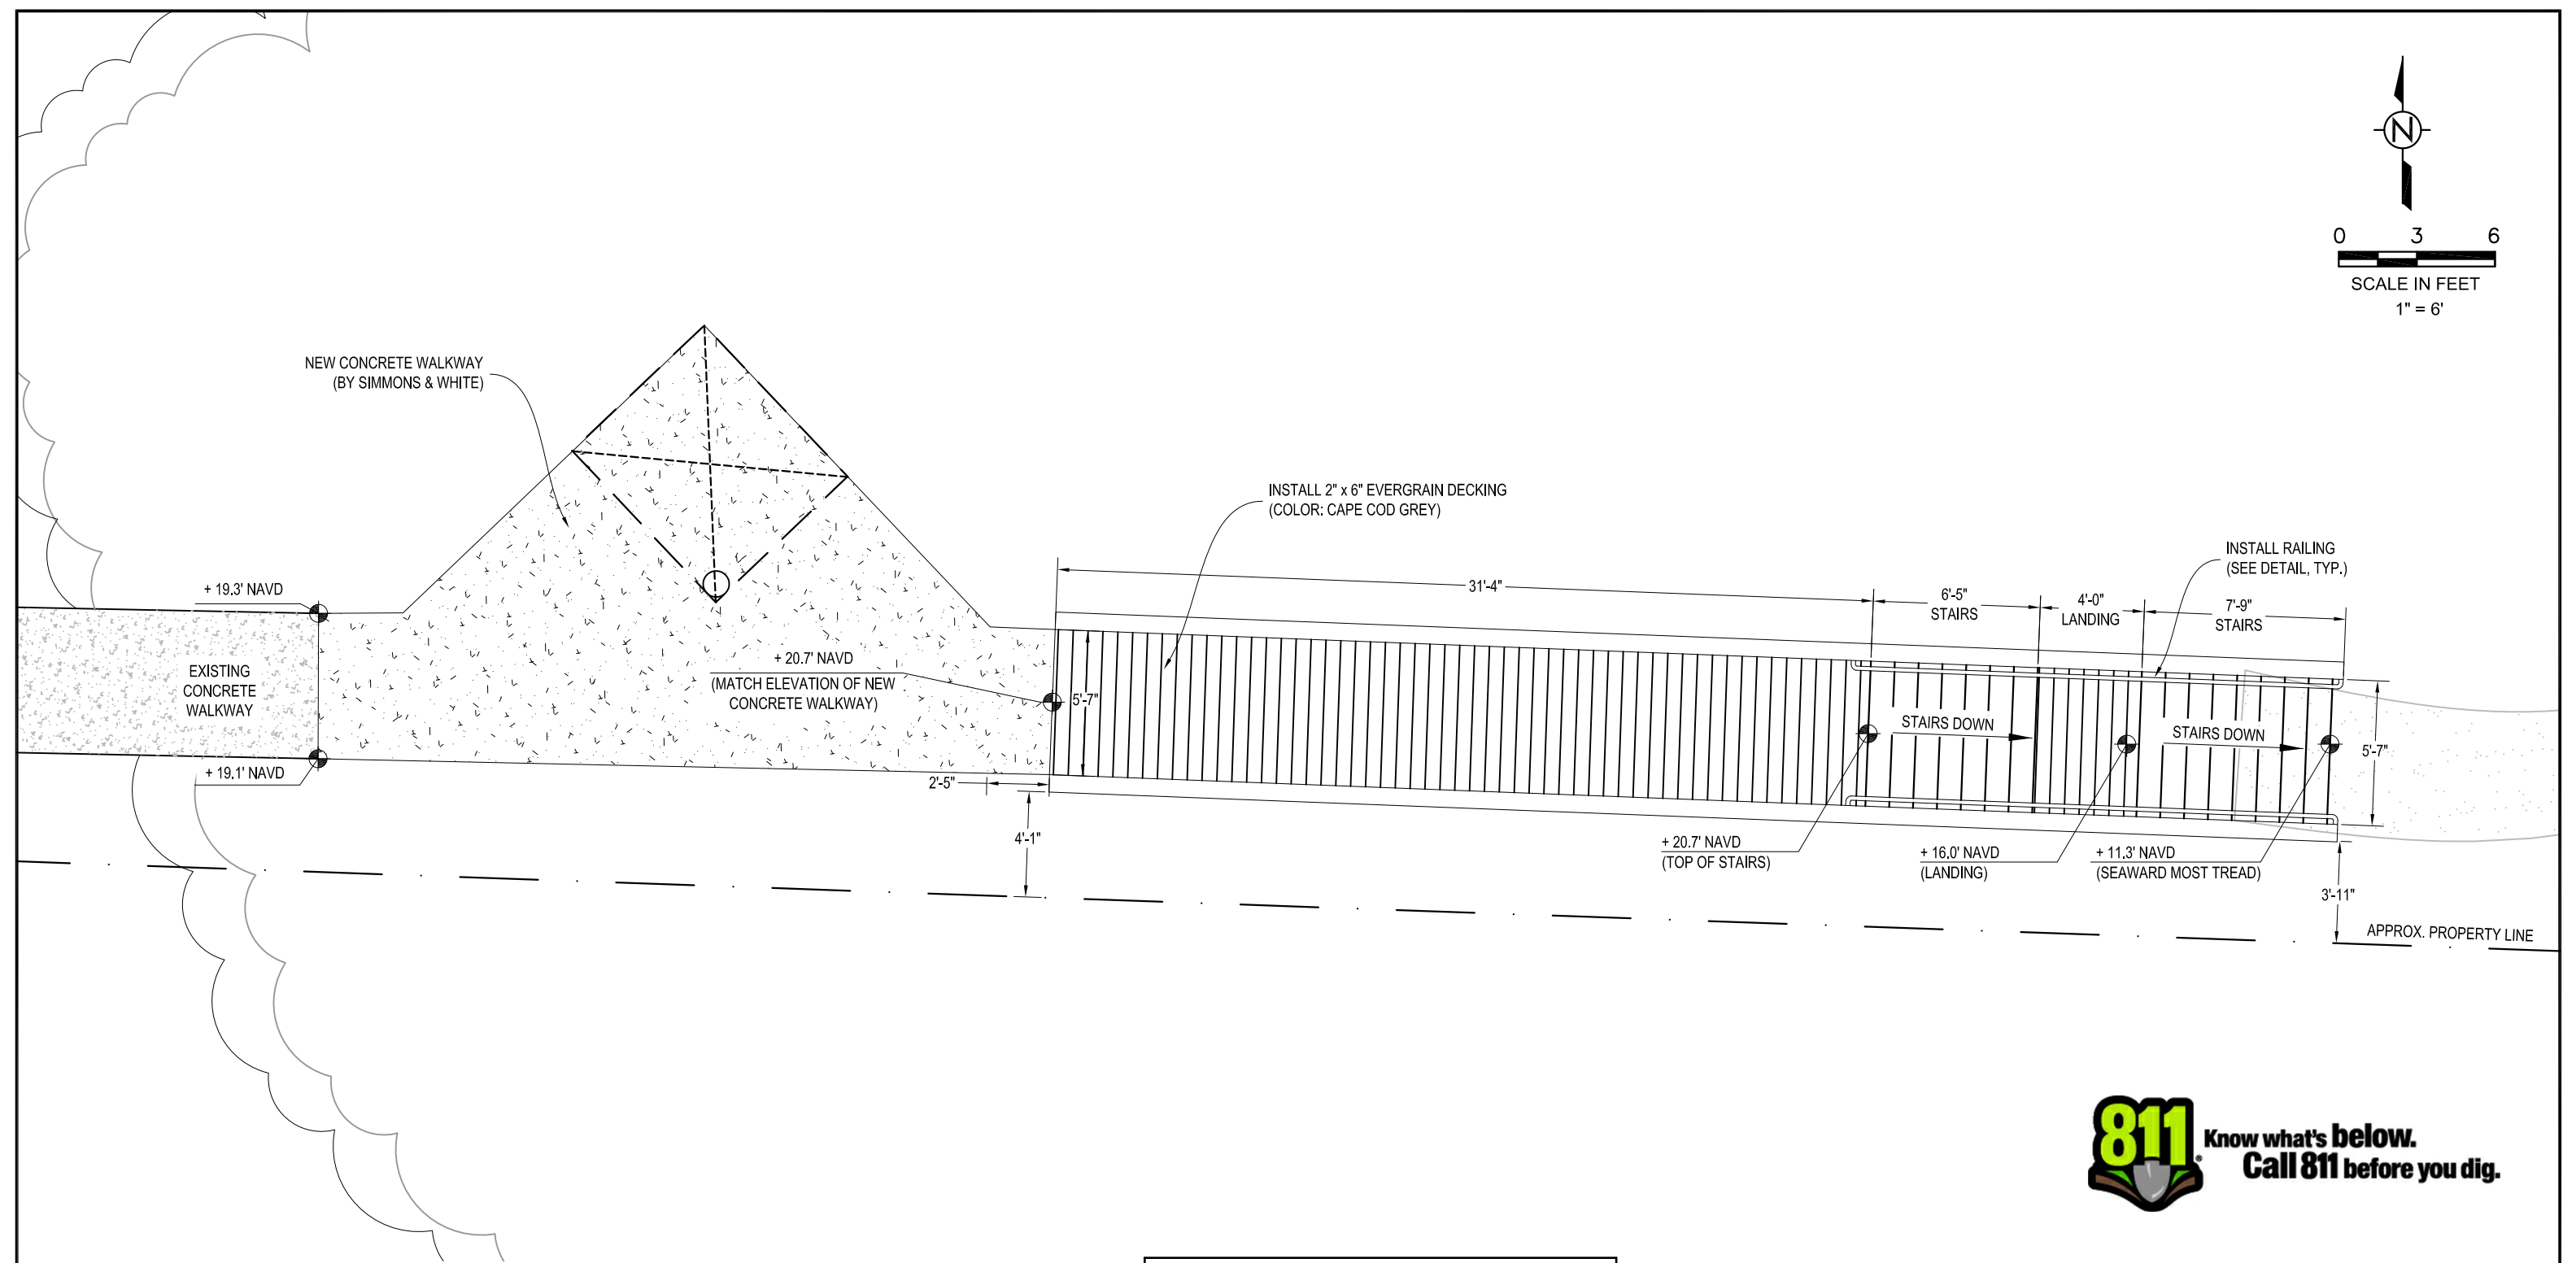 N
0 3 6
SCALE IN FEET
1" = 6'
NEW CONCRETE WALKWAY
(BY SIMMONS & WHITE)
INSTALL 2" x 6" EVERGRAIN DECKING
(COLOR: CAPE COD GREY)
INSTALL RAILING
(SEE DETAIL, TYP.)
+ 19.3' NAVD
31'-4"
6'-5"
STAIRS
4'-0"
LANDING
7'-9"
STAIRS
EXISTING
CONCRETE
WALKWAY
+ 20.7' NAVD
(MATCH ELEVATION OF NEW
CONCRETE WALKWAY)
5'-7"
STAIRS DOWN
STAIRS DOWN
5'-7"
+ 19.1' NAVD
2'-5"
4'-1"
+ 20.7' NAVD
(TOP OF STAIRS)
+ 16.0' NAVD
(LANDING)
+ 11.3' NAVD
(SEAWARD MOST TREAD)
3'-11"
APPROX. PROPERTY LINE
811®
Know what's below.
Call 811 before you dig.